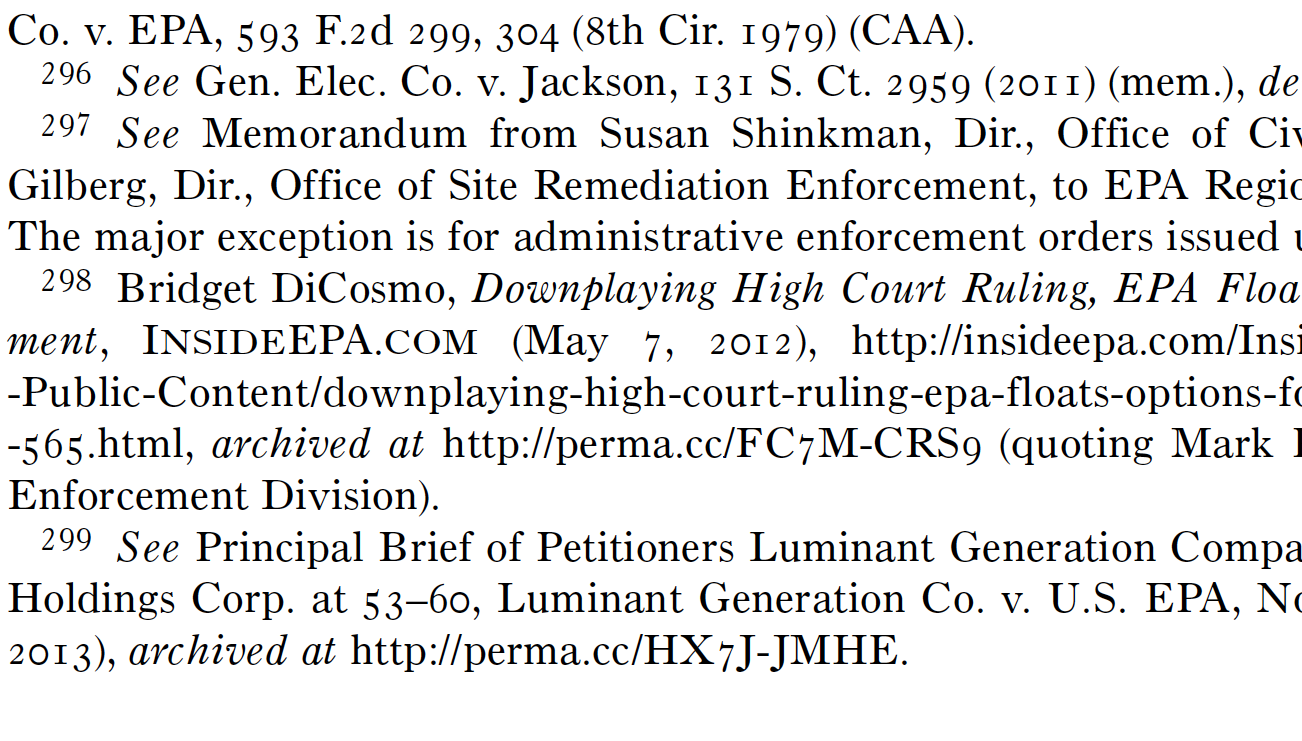 Co. v. EPA, 593 F.2d 299, 304 (8th Cir. 1979) (CAA).
296 See Gen. Elec. Co. v. Jackson, 131 S. Ct. 2959 (2011) (mem.), de
297 See Memorandum from Susan Shinkman, Dir., Office of Civ
Gilberg, Dir., Office of Site Remediation Enforcement, to EPA Regio
The major exception is for administrative enforcement orders issued u
298 Bridget DiCosmo, Downplaying High Court Ruling, EPA Floa
ment, INSIDEEPA.COM (May 7, 2012), http://insideepa.com/Insi
-Public-Content/downplaying-high-court-ruling-epa-floats-options-fo
-565.html, archived at http://perma.cc/FC7M-CRS9 (quoting Mark
Enforcement Division).
299 See Principal Brief of Petitioners Luminant Generation Compa
Holdings Corp. at 53–60, Luminant Generation Co. v. U.S. EPA, No
2013), archived at http://perma.cc/HX7J-JMHE.